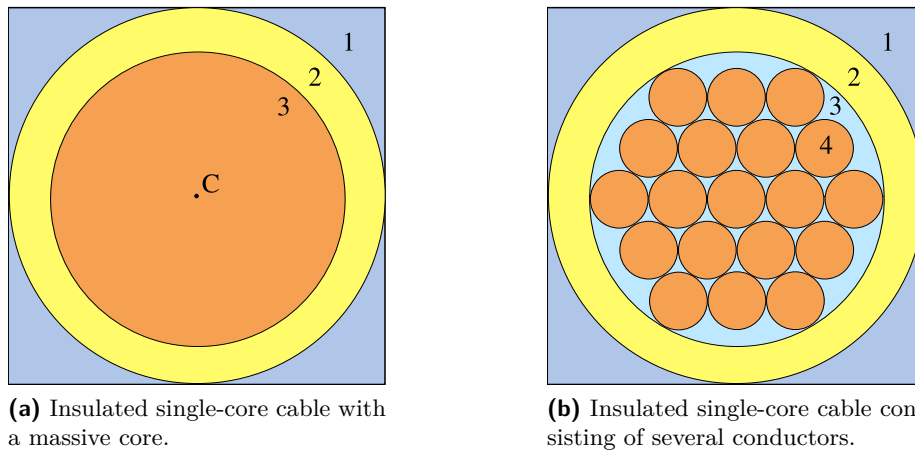 1
2
3
C
1
2
3
4
(a) Insulated single-core cable with
a massive core.
(b) Insulated single-core cable con
sisting of several conductors.